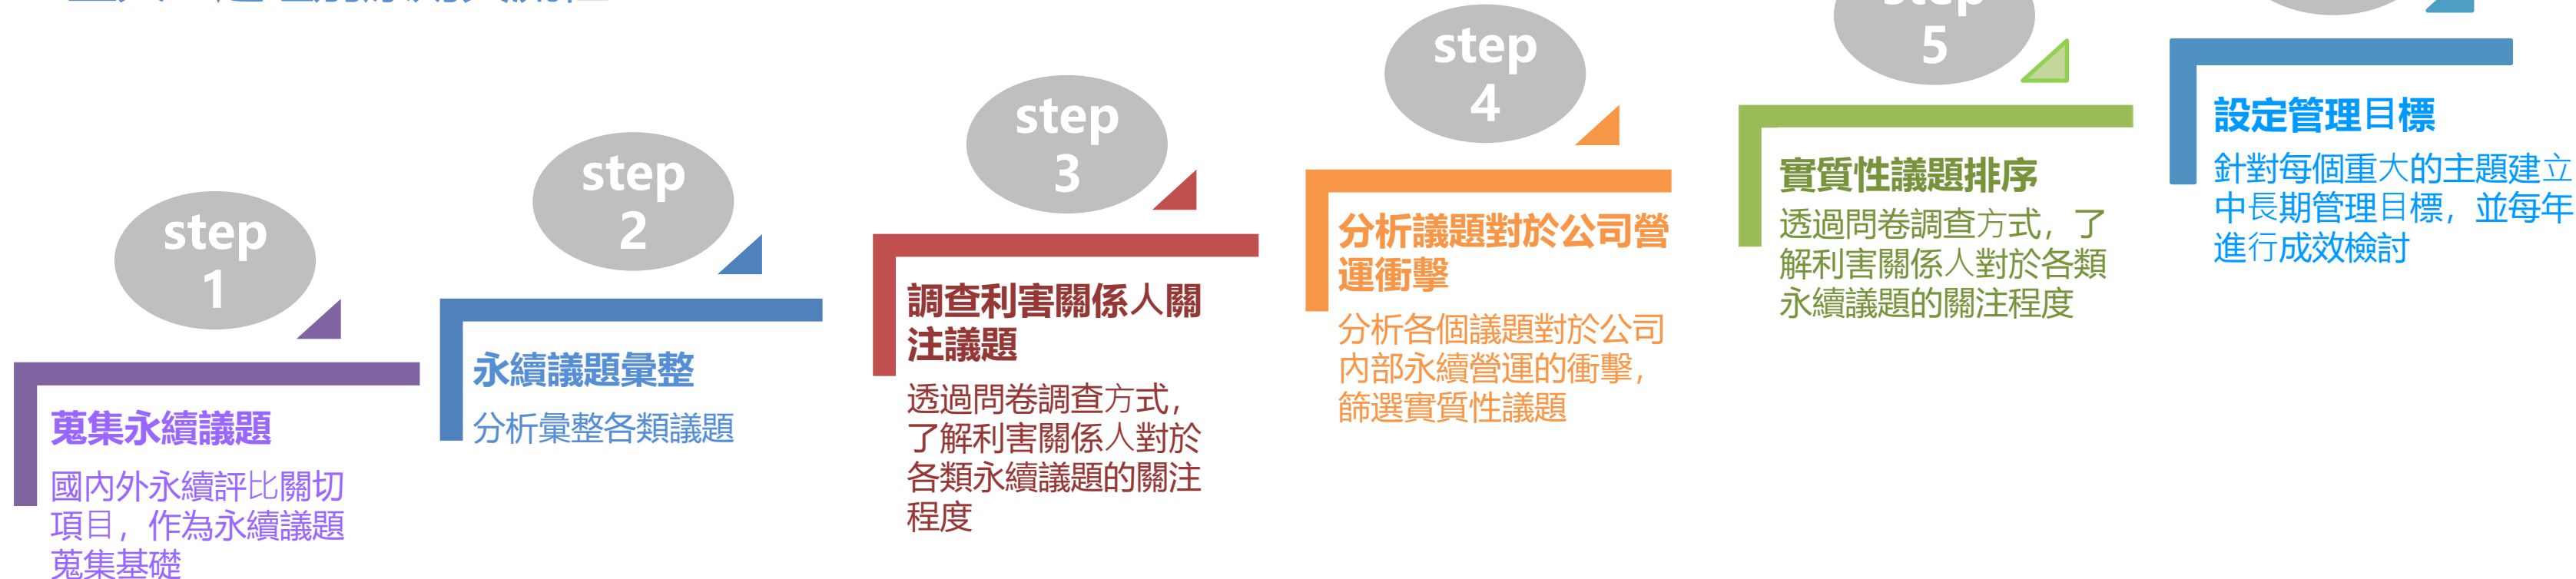 step
1
蒐集永續議題
國內外永續評比關切
項目，作為永續議題
蒐集基礎
step
2
永續議題彙整
分析彙整各類議題
step
3
調查利害關係人關
注議題
透過問卷調查方式，
了解利害關係人對於
各類永續議題的關注
程度
step
4
分析議題對於公司營
運衝擊
分析各個議題對於公司
內部永續營運的衝擊，
篩選實質性議題
step
5
實質性議題排序
透過問卷調查方式，了
解利害關係人對於各類
永續議題的關注程度
設定管理目標
針對每個重大的主題建立
中長期管理目標，並每年
進行成效檢討